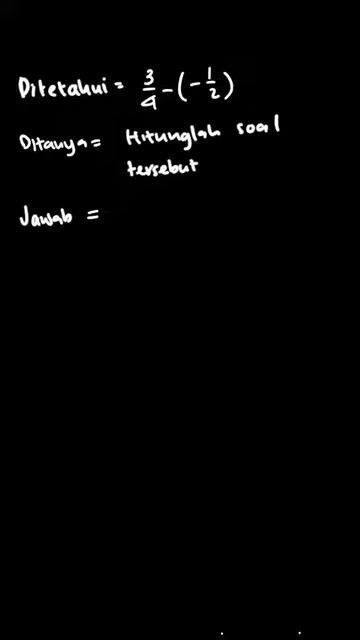 Diketahui = 3/4 - (-1/2)
Ditanya = Hitunglah soal
tersebut
Jawab =